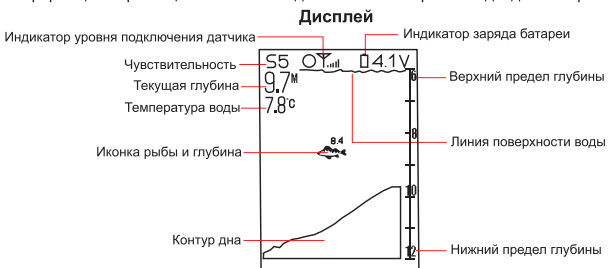 Дисплей
Индикатор уровня подключения датчика
Индикатор заряда батареи
Чувствительность
S5
4.1V
6
Верхний предел глубины
Текущая глубина
9.7м
Температура воды
7.8°C
8
Линия поверхности воды
Иконка рыбы и глубина
8.4
10
Контур дна
12
Нижний предел глубины